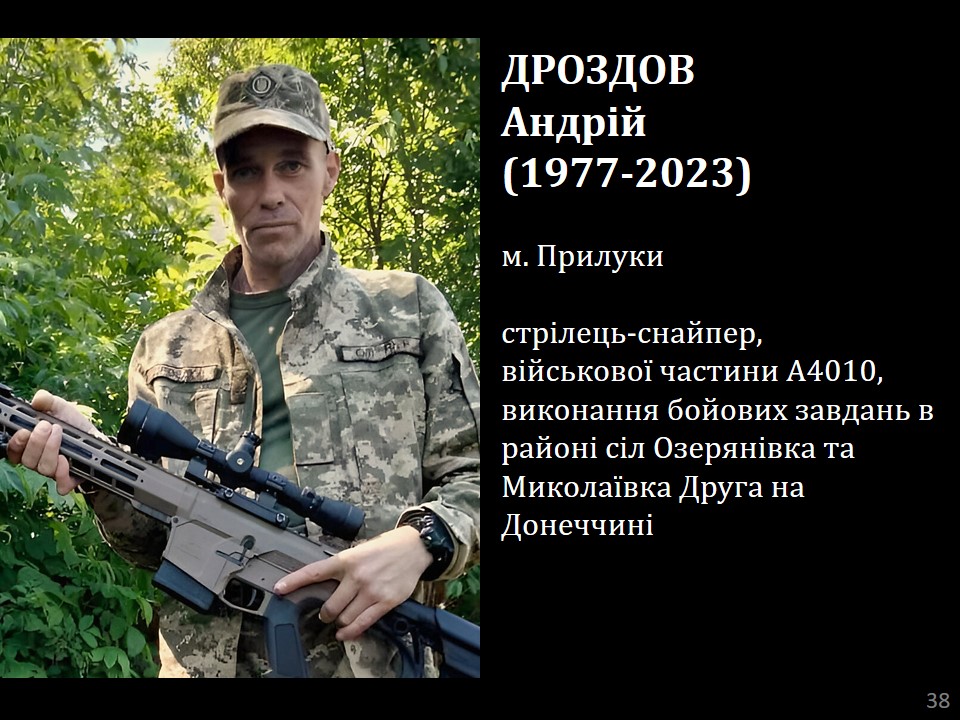 ДРОЗДОВ
Андрій
(1977-2023)
м. Прилуки
стрілець-снайпер,
військової частини А4010,
виконання бойових завдань в
районі сіл Озерянівка та
Миколаївка Друга на
Донеччині
38